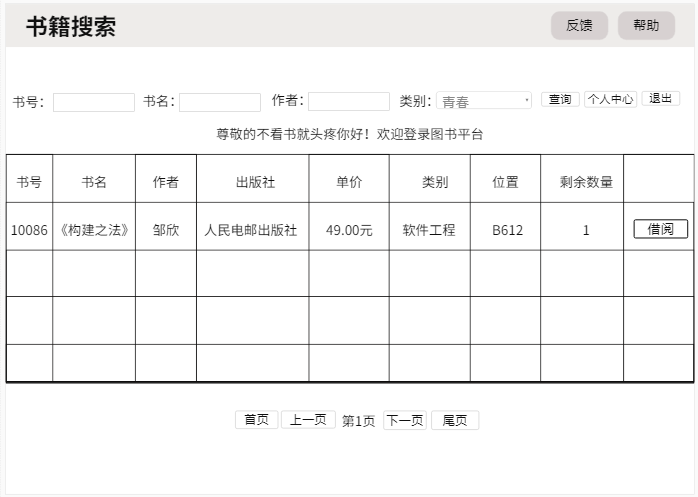 书籍搜索 反馈 帮助
书号： 书名： 作者： 类别： 青春 查询 个人中心 退出
尊敬的不看书就头疼你好！欢迎登录图书平台
书号 书名 作者 出版社 单价 类别 位置 剩余数量
10086 《构建之法》 邹欣 人民电邮出版社 49.00元 软件工程 B612 1 借阅
首页 上一页 第1页 下一页 尾页